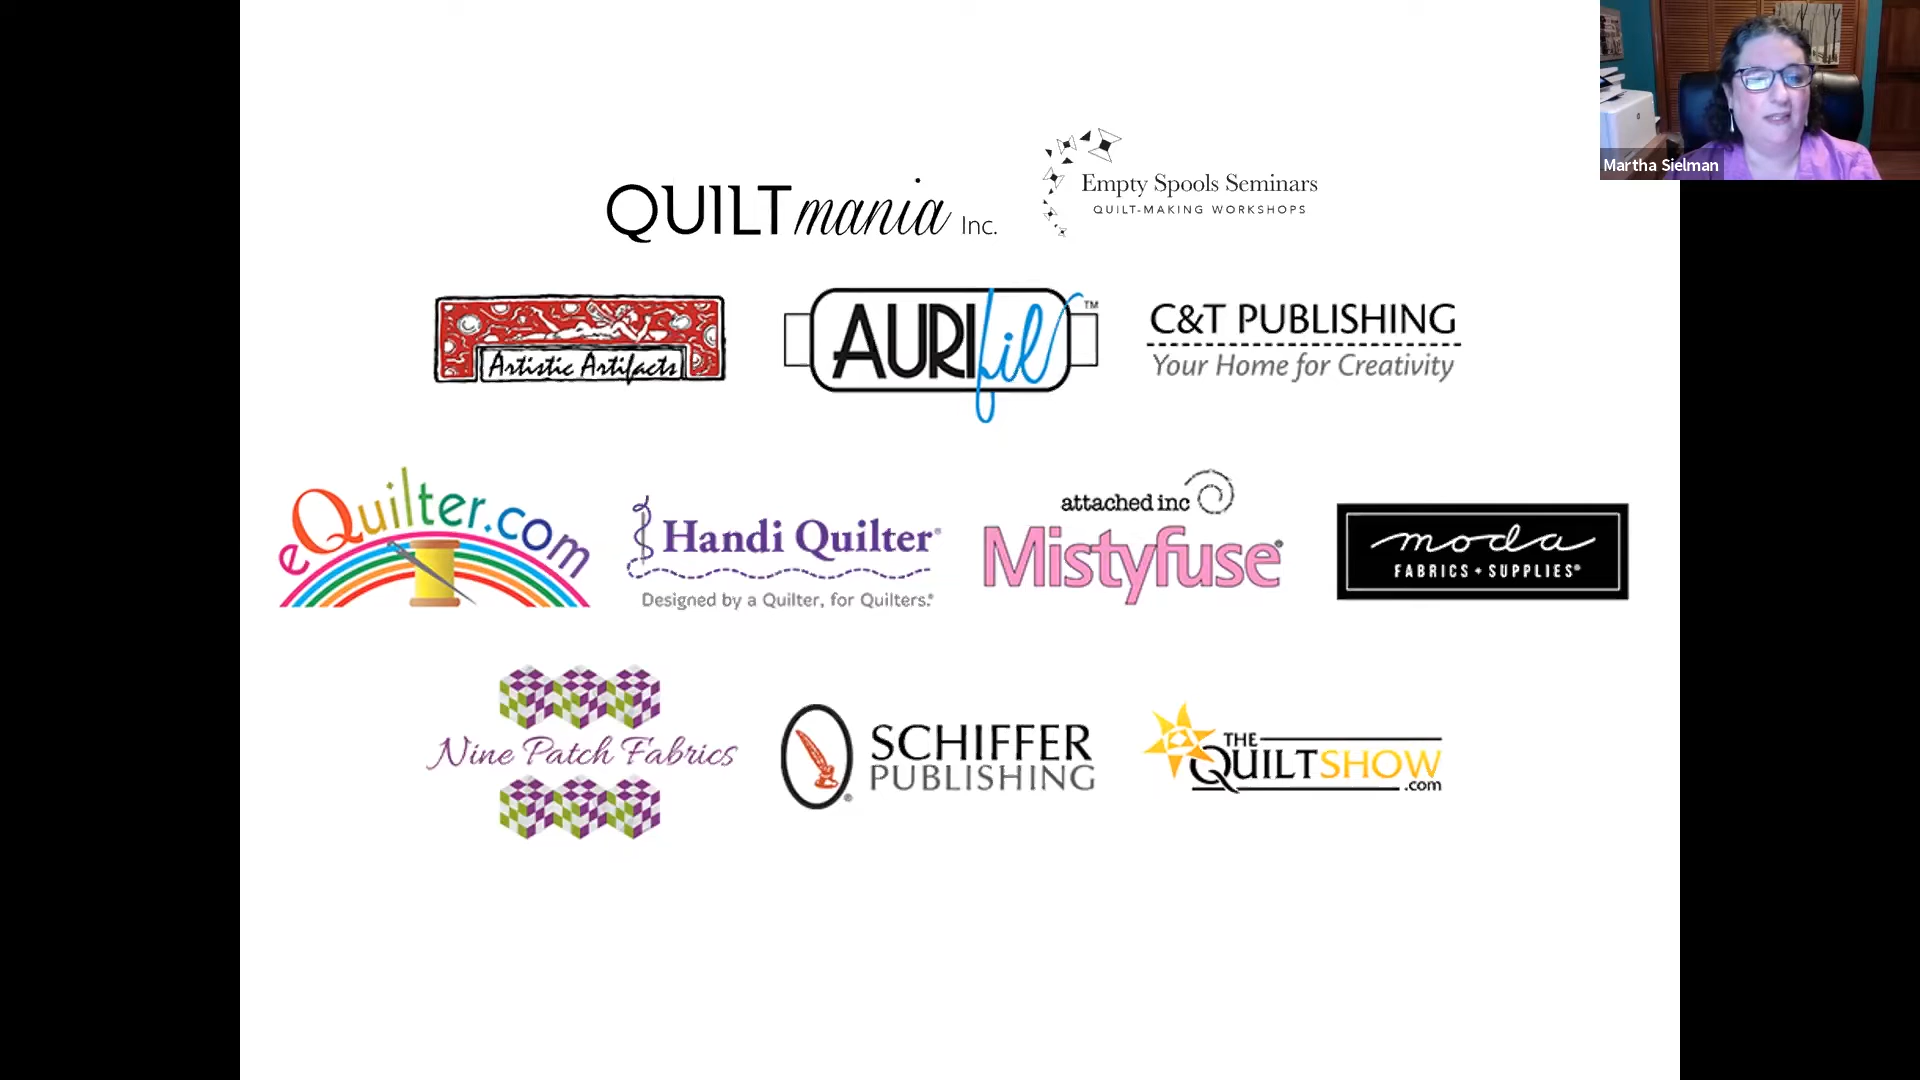 Martha Sielman
QUILTmania Inc.
Empty Spools Seminars
QUILT-MAKING WORKSHOPS
Artistic Artifacts
AURIfil™
C&T PUBLISHING
Your Home for Creativity
eQuilter.com
Handi Quilter®
Designed by a Quilter, for Quilters.®
attached inc
Mistyfuse®
moda
FABRICS + SUPPLIES®
Nine Patch Fabrics
SCHIFFER
PUBLISHING®
THE
QUILTSHOW
.com